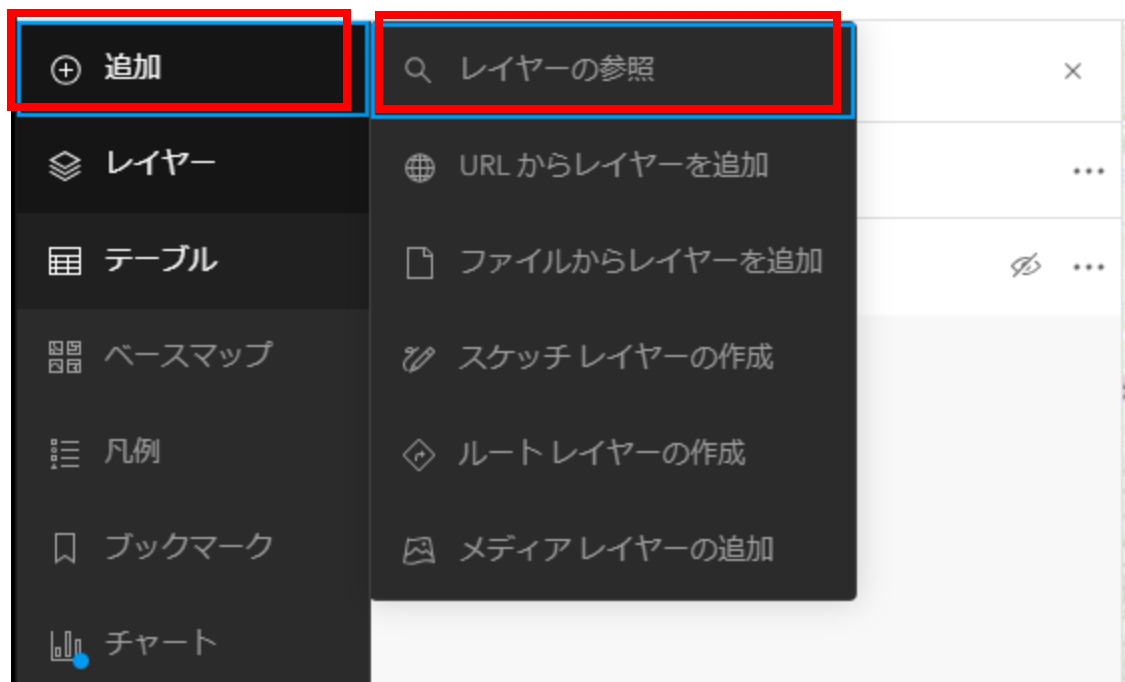 追加
レイヤー
テーブル
ベースマップ
凡例
ブックマーク
チャート
レイヤーの参照
URL からレイヤーを追加
ファイルからレイヤーを追加
スケッチ レイヤーの作成
ルート レイヤーの作成
メディア レイヤーの追加